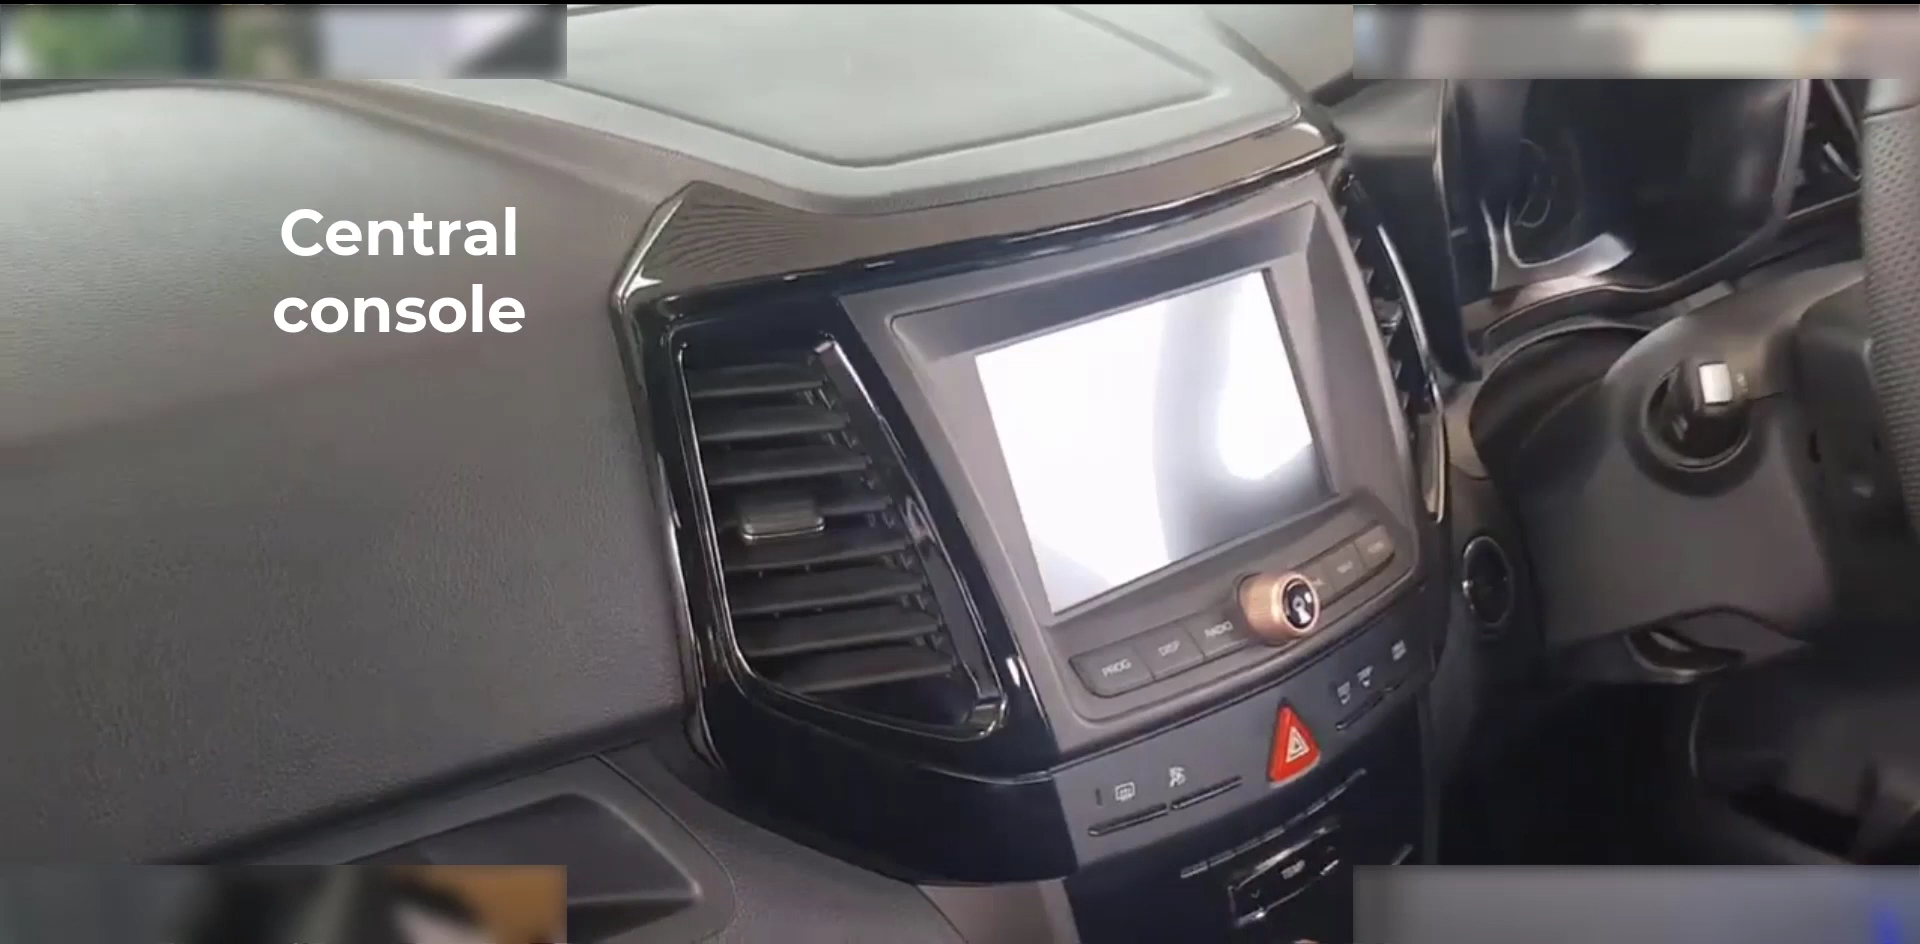 Central
console
PROG
DISP
RADIO